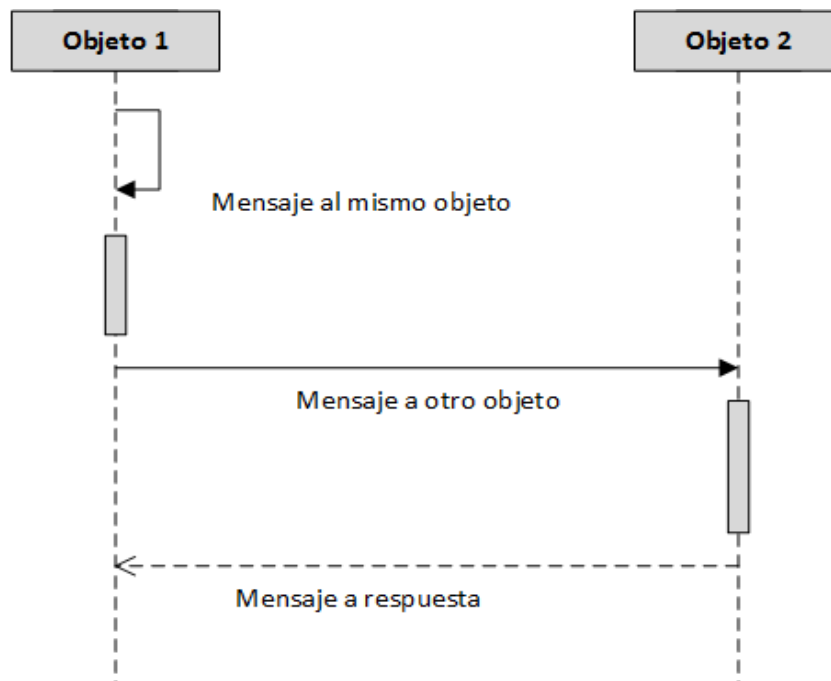 Objeto 1
Objeto 2
Mensaje al mismo objeto
Mensaje a otro objeto
Mensaje a respuesta